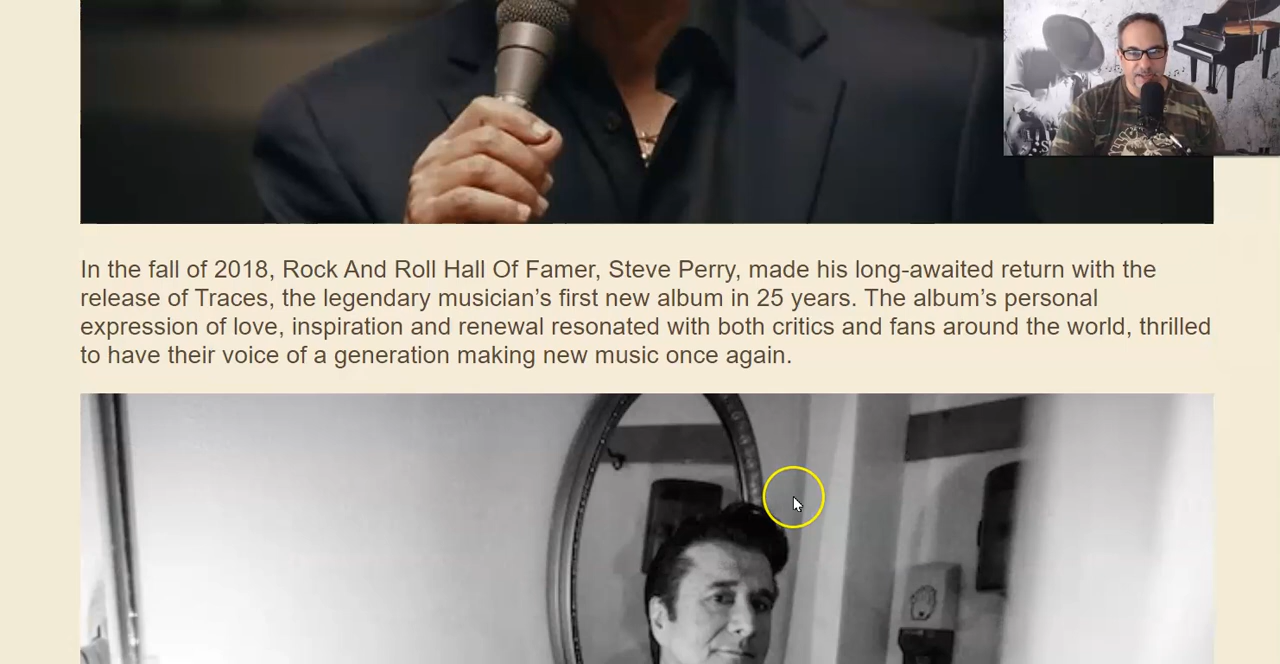 In the fall of 2018, Rock And Roll Hall Of Famer, Steve Perry, made his long-awaited return with the
release of Traces, the legendary musician’s first new album in 25 years. The album’s personal
expression of love, inspiration and renewal resonated with both critics and fans around the world, thrilled
to have their voice of a generation making new music once again.